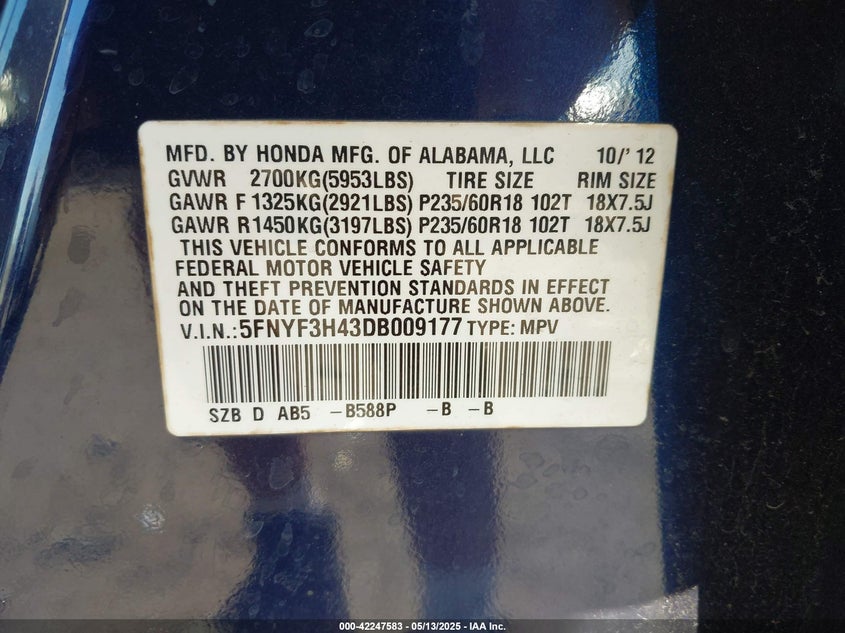 MFD. BY HONDA MFG. OF ALABAMA, LLC 10/'12
GVWR 2700KG(5953LBS) TIRE SIZE RIM SIZE
GAWR F 1325KG(2921LBS) P235/60R18 102T 18X7.5J
GAWR R 1450KG(3197LBS) P235/60R18 102T 18X7.5J
THIS VEHICLE CONFORMS TO ALL APPLICABLE
FEDERAL MOTOR VEHICLE SAFETY
AND THEFT PREVENTION STANDARDS IN EFFECT
ON THE DATE OF MANUFACTURE SHOWN ABOVE.
V.I.N.:5FNYF3H43DB009177 TYPE: MPV
SZB D AB5 -B588P -B -B
000-42247583 - 05/13/2025 - IAA Inc.